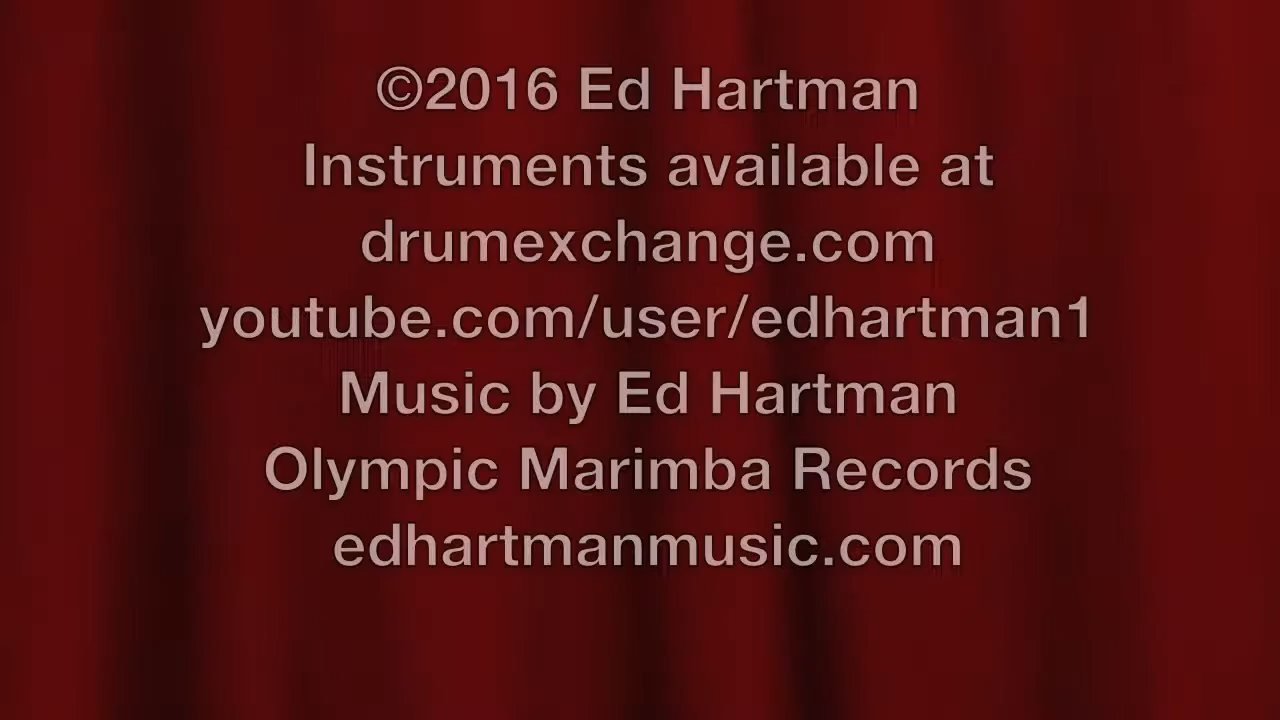 ©2016 Ed Hartman
Instruments available at
drumexchange.com
youtube.com/user/edhartman1
Music by Ed Hartman
Olympic Marimba Records
edhartmanmusic.com